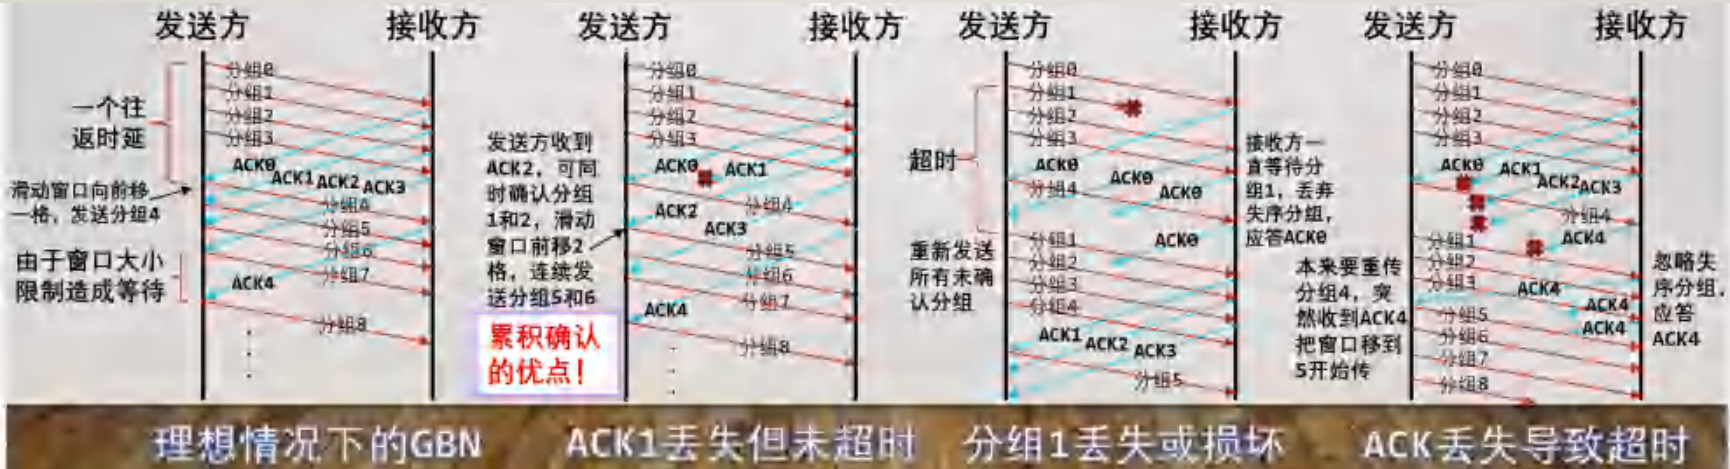 发送方
接收方
分组0
分组1
分组2
分组3
一个往
返时延
ACK0
ACK1
ACK2
ACK3
滑动窗口向前移
一格，发送分组4
分组4
分组5
分组6
分组7
由于窗口大小
限制造成等待
ACK4
分组8
理想情况下的GBN
发送方
接收方
分组0
分组1
分组2
分组3
发送方收到
ACK2，可同
时确认分组
1和2，滑动
窗口前移2
格，连续发
送分组5和6
ACK0
ACK1
分组4
ACK2
ACK3
分组5
分组6
分组7
ACK4
分组8
累积确认
的优点！
ACK1丢失但未超时
发送方
接收方
分组0
分组1
分组2
分组3
超时
ACK0
ACK0
ACK0
分组4
接收方一
直等待分
组1，丢弃
失序分组，
应答ACK0
ACK0
重新发送
所有未确
认分组
分组1
分组2
分组3
分组4
ACK1
ACK2
ACK3
分组5
分组1丢失或损坏
发送方
接收方
分组0
分组1
分组2
分组3
ACK0
ACK1
ACK2
ACK3
分组4
ACK4
分组1
分组2
分组3
本来要重传
分组4，突
然收到ACK4
把窗口移到
5开始传
ACK4
ACK4
ACK4
忽略失
序分组，
应答
ACK4
分组5
分组6
分组7
分组8
ACK丢失导致超时